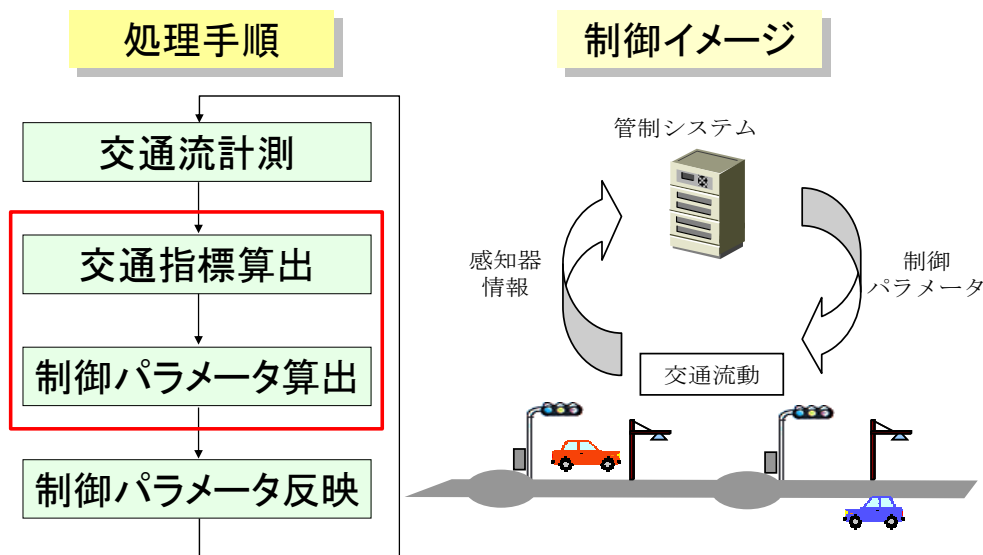 処理手順
交通流計測
交通指標算出
制御パラメータ算出
制御パラメータ反映
制御イメージ
管制システム
感知器
情報
制御
パラメータ
交通流動